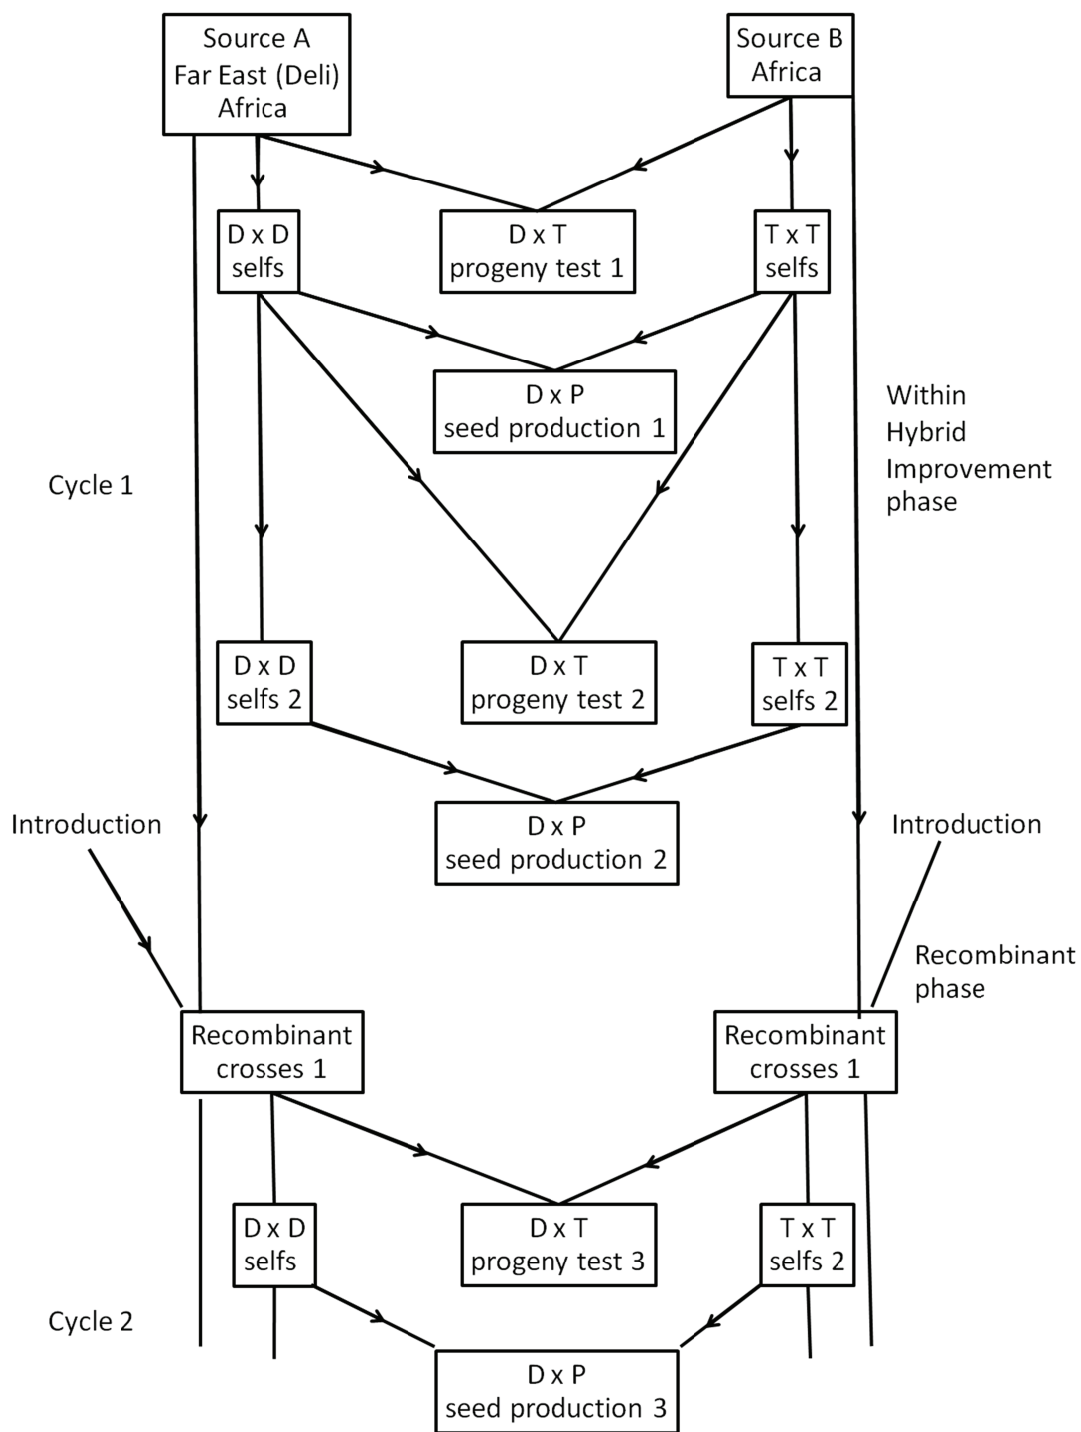 Source A
Far East (Deli)
Africa
Source B
Africa
D x D
selfs
D x T
progeny test 1
T x T
selfs
D x P
seed production 1
Within
Hybrid
Improvement
phase
Cycle 1
D x D
selfs 2
D x T
progeny test 2
T x T
selfs 2
Introduction
D x P
seed production 2
Introduction
Recombinant
phase
Recombinant
crosses 1
Recombinant
crosses 1
D x D
selfs
D x T
progeny test 3
T x T
selfs 2
Cycle 2
D x P
seed production 3